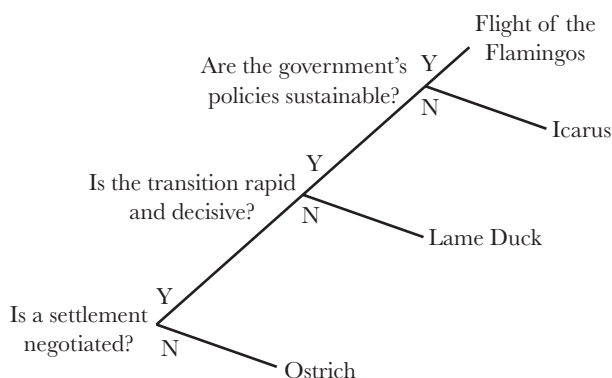 Flight of the
Flamingos
Are the government’s
policies sustainable?
Y
N
Icarus
Is the transition rapid
and decisive?
Y
N
Lame Duck
Is a settlement
negotiated?
Y
N
Ostrich